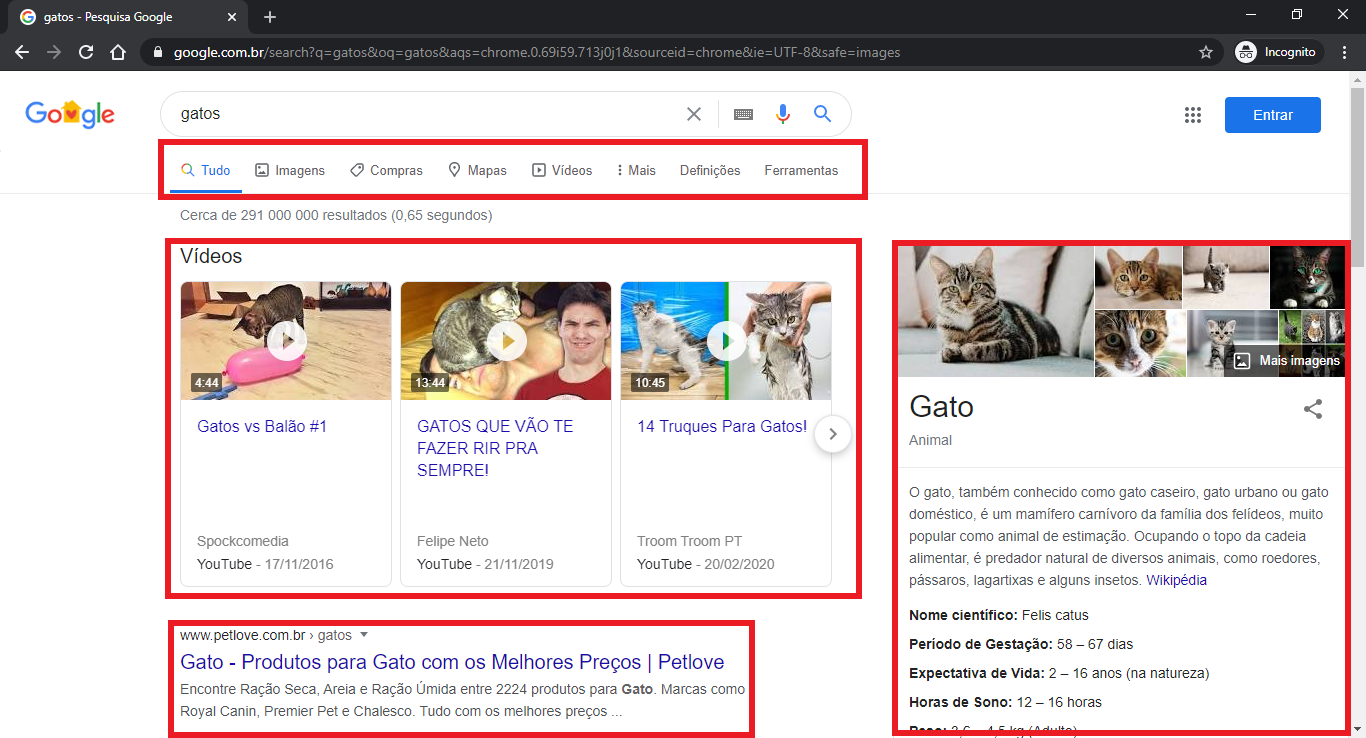 gatos - Pesquisa Google
google.com.br/search?q=gatos&oq=gatos&aqs=chrome.0.69i59.713j0j1&sourceid=chrome&ie=UTF-8&safe=images
Incognito
Google
gatos
Entrar
Tudo Imagens Compras Mapas Vídeos Mais Definições Ferramentas
Cerca de 291 000 000 resultados (0,65 segundos)
Vídeos
4:44
Gatos vs Balão #1
Spockcomedia
YouTube - 17/11/2016
13:44
GATOS QUE VÃO TE
FAZER RIR PRA
SEMPRE!
Felipe Neto
YouTube - 21/11/2019
10:45
14 Truques Para Gatos!
Troom Troom PT
YouTube - 20/02/2020
www.petlove.com.br › gatos
Gato - Produtos para Gato com os Melhores Preços | Petlove
Encontre Ração Seca, Areia e Ração Úmida entre 2224 produtos para Gato. Marcas como
Royal Canin, Premier Pet e Chalesco. Tudo com os melhores preços ...
Mais imagens
Gato
Animal
O gato, também conhecido como gato caseiro, gato urbano ou gato
doméstico, é um mamífero carnívoro da família dos felídeos, muito
popular como animal de estimação. Ocupando o topo da cadeia
alimentar, é predador natural de diversos animais, como roedores,
pássaros, lagartixas e alguns insetos. Wikipédia
Nome científico: Felis catus
Período de Gestação: 58 – 67 dias
Expectativa de Vida: 2 – 16 anos (na natureza)
Horas de Sono: 12 – 16 horas
Peso: 3,6 – 4,5 kg (Adulto)